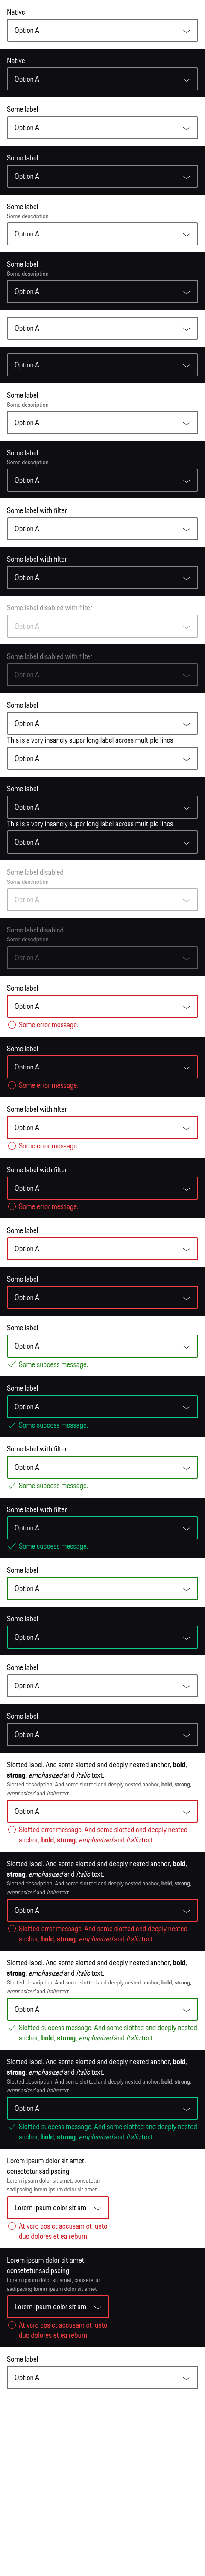 Native
Option A
Native
Option A
Some label
Option A
Some label
Option A
Some label
Some description
Option A
Some label
Some description
Option A
Option A
Option A
Some label
Some description
Option A
Some label
Some description
Option A
Some label with filter
Option A
Some label with filter
Option A
Some label disabled with filter
Option A
Some label disabled with filter
Option A
Some label
Option A
This is a very insanely super long label across multiple lines
Option A
Some label
Option A
This is a very insanely super long label across multiple lines
Option A
Some label disabled
Some description
Option A
Some label disabled
Some description
Option A
Some label
Option A
Some error message.
Some label
Option A
Some error message.
Some label with filter
Option A
Some error message.
Some label with filter
Option A
Some error message.
Some label
Option A
Some label
Option A
Some label
Option A
Some success message.
Some label
Option A
Some success message.
Some label with filter
Option A
Some success message.
Some label with filter
Option A
Some success message.
Some label
Option A
Some label
Option A
Some label
Option A
Some label
Option A
Slotted label. And some slotted and deeply nested anchor, bold,
strong, emphasized and italic text.
Slotted description. And some slotted and deeply nested anchor, bold, strong,
emphasized and italic text.
Option A
Slotted error message. And some slotted and deeply nested
anchor, bold, strong, emphasized and italic text.
Slotted label. And some slotted and deeply nested anchor, bold,
strong, emphasized and italic text.
Slotted description. And some slotted and deeply nested anchor, bold, strong,
emphasized and italic text.
Option A
Slotted error message. And some slotted and deeply nested
anchor, bold, strong, emphasized and italic text.
Slotted label. And some slotted and deeply nested anchor, bold,
strong, emphasized and italic text.
Slotted description. And some slotted and deeply nested anchor, bold, strong,
emphasized and italic text.
Option A
Slotted success message. And some slotted and deeply nested
anchor, bold, strong, emphasized and italic text.
Slotted label. And some slotted and deeply nested anchor, bold,
strong, emphasized and italic text.
Slotted description. And some slotted and deeply nested anchor, bold, strong,
emphasized and italic text.
Option A
Slotted success message. And some slotted and deeply nested
anchor, bold, strong, emphasized and italic text.
Lorem ipsum dolor sit amet,
consetetur sadipscing
Lorem ipsum dolor sit amet, consetetur
sadipscing lorem ipsum dolor sit amet
Lorem ipsum dolor sit am
At vero eos et accusam et justo
duo dolores et ea rebum.
Lorem ipsum dolor sit amet,
consetetur sadipscing
Lorem ipsum dolor sit amet, consetetur
sadipscing lorem ipsum dolor sit amet
Lorem ipsum dolor sit am
At vero eos et accusam et justo
duo dolores et ea rebum.
Some label
Option A